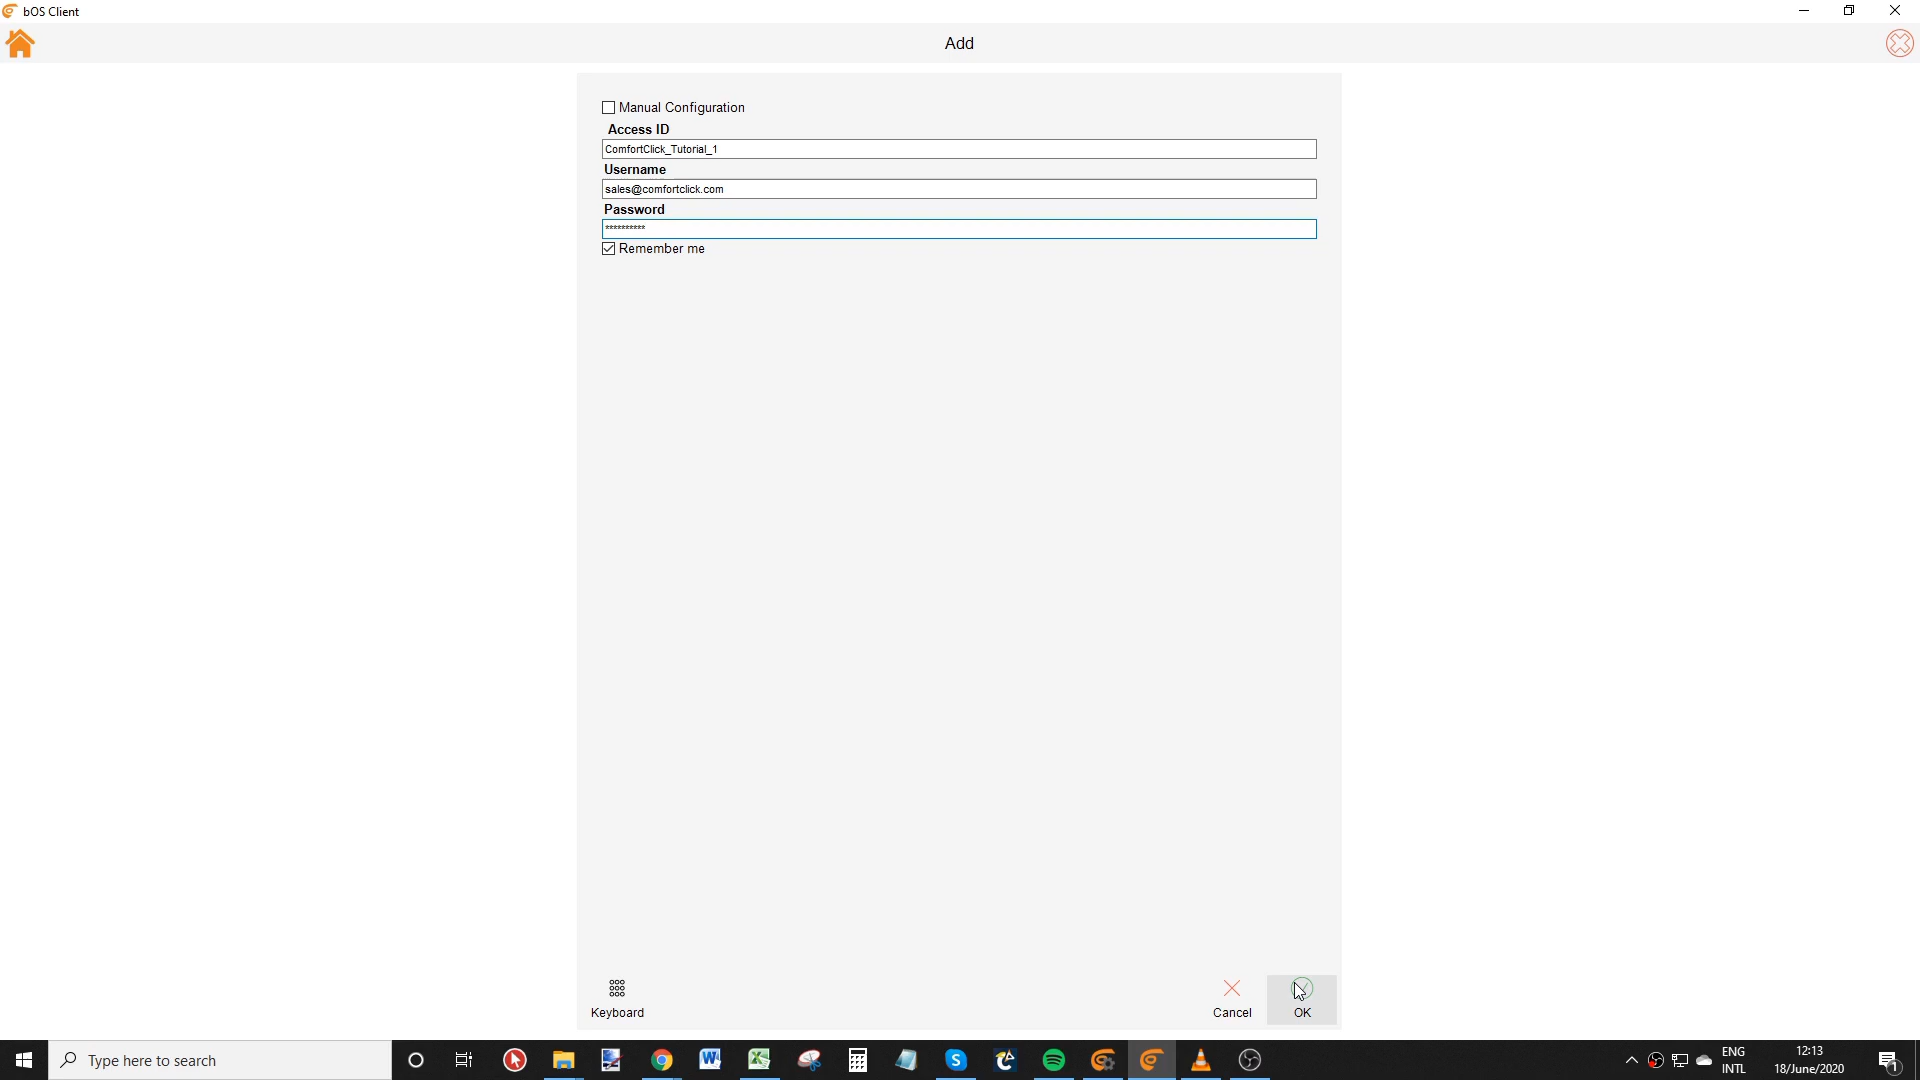 bOS Client
Add
Manual Configuration
Access ID
ComfortClick_Tutorial_1
Username
sales@comfortclick.com
Password
**********
Remember me
Keyboard
Cancel
OK
Type here to search
ENG
INTL
12:13
18/June/2020
1